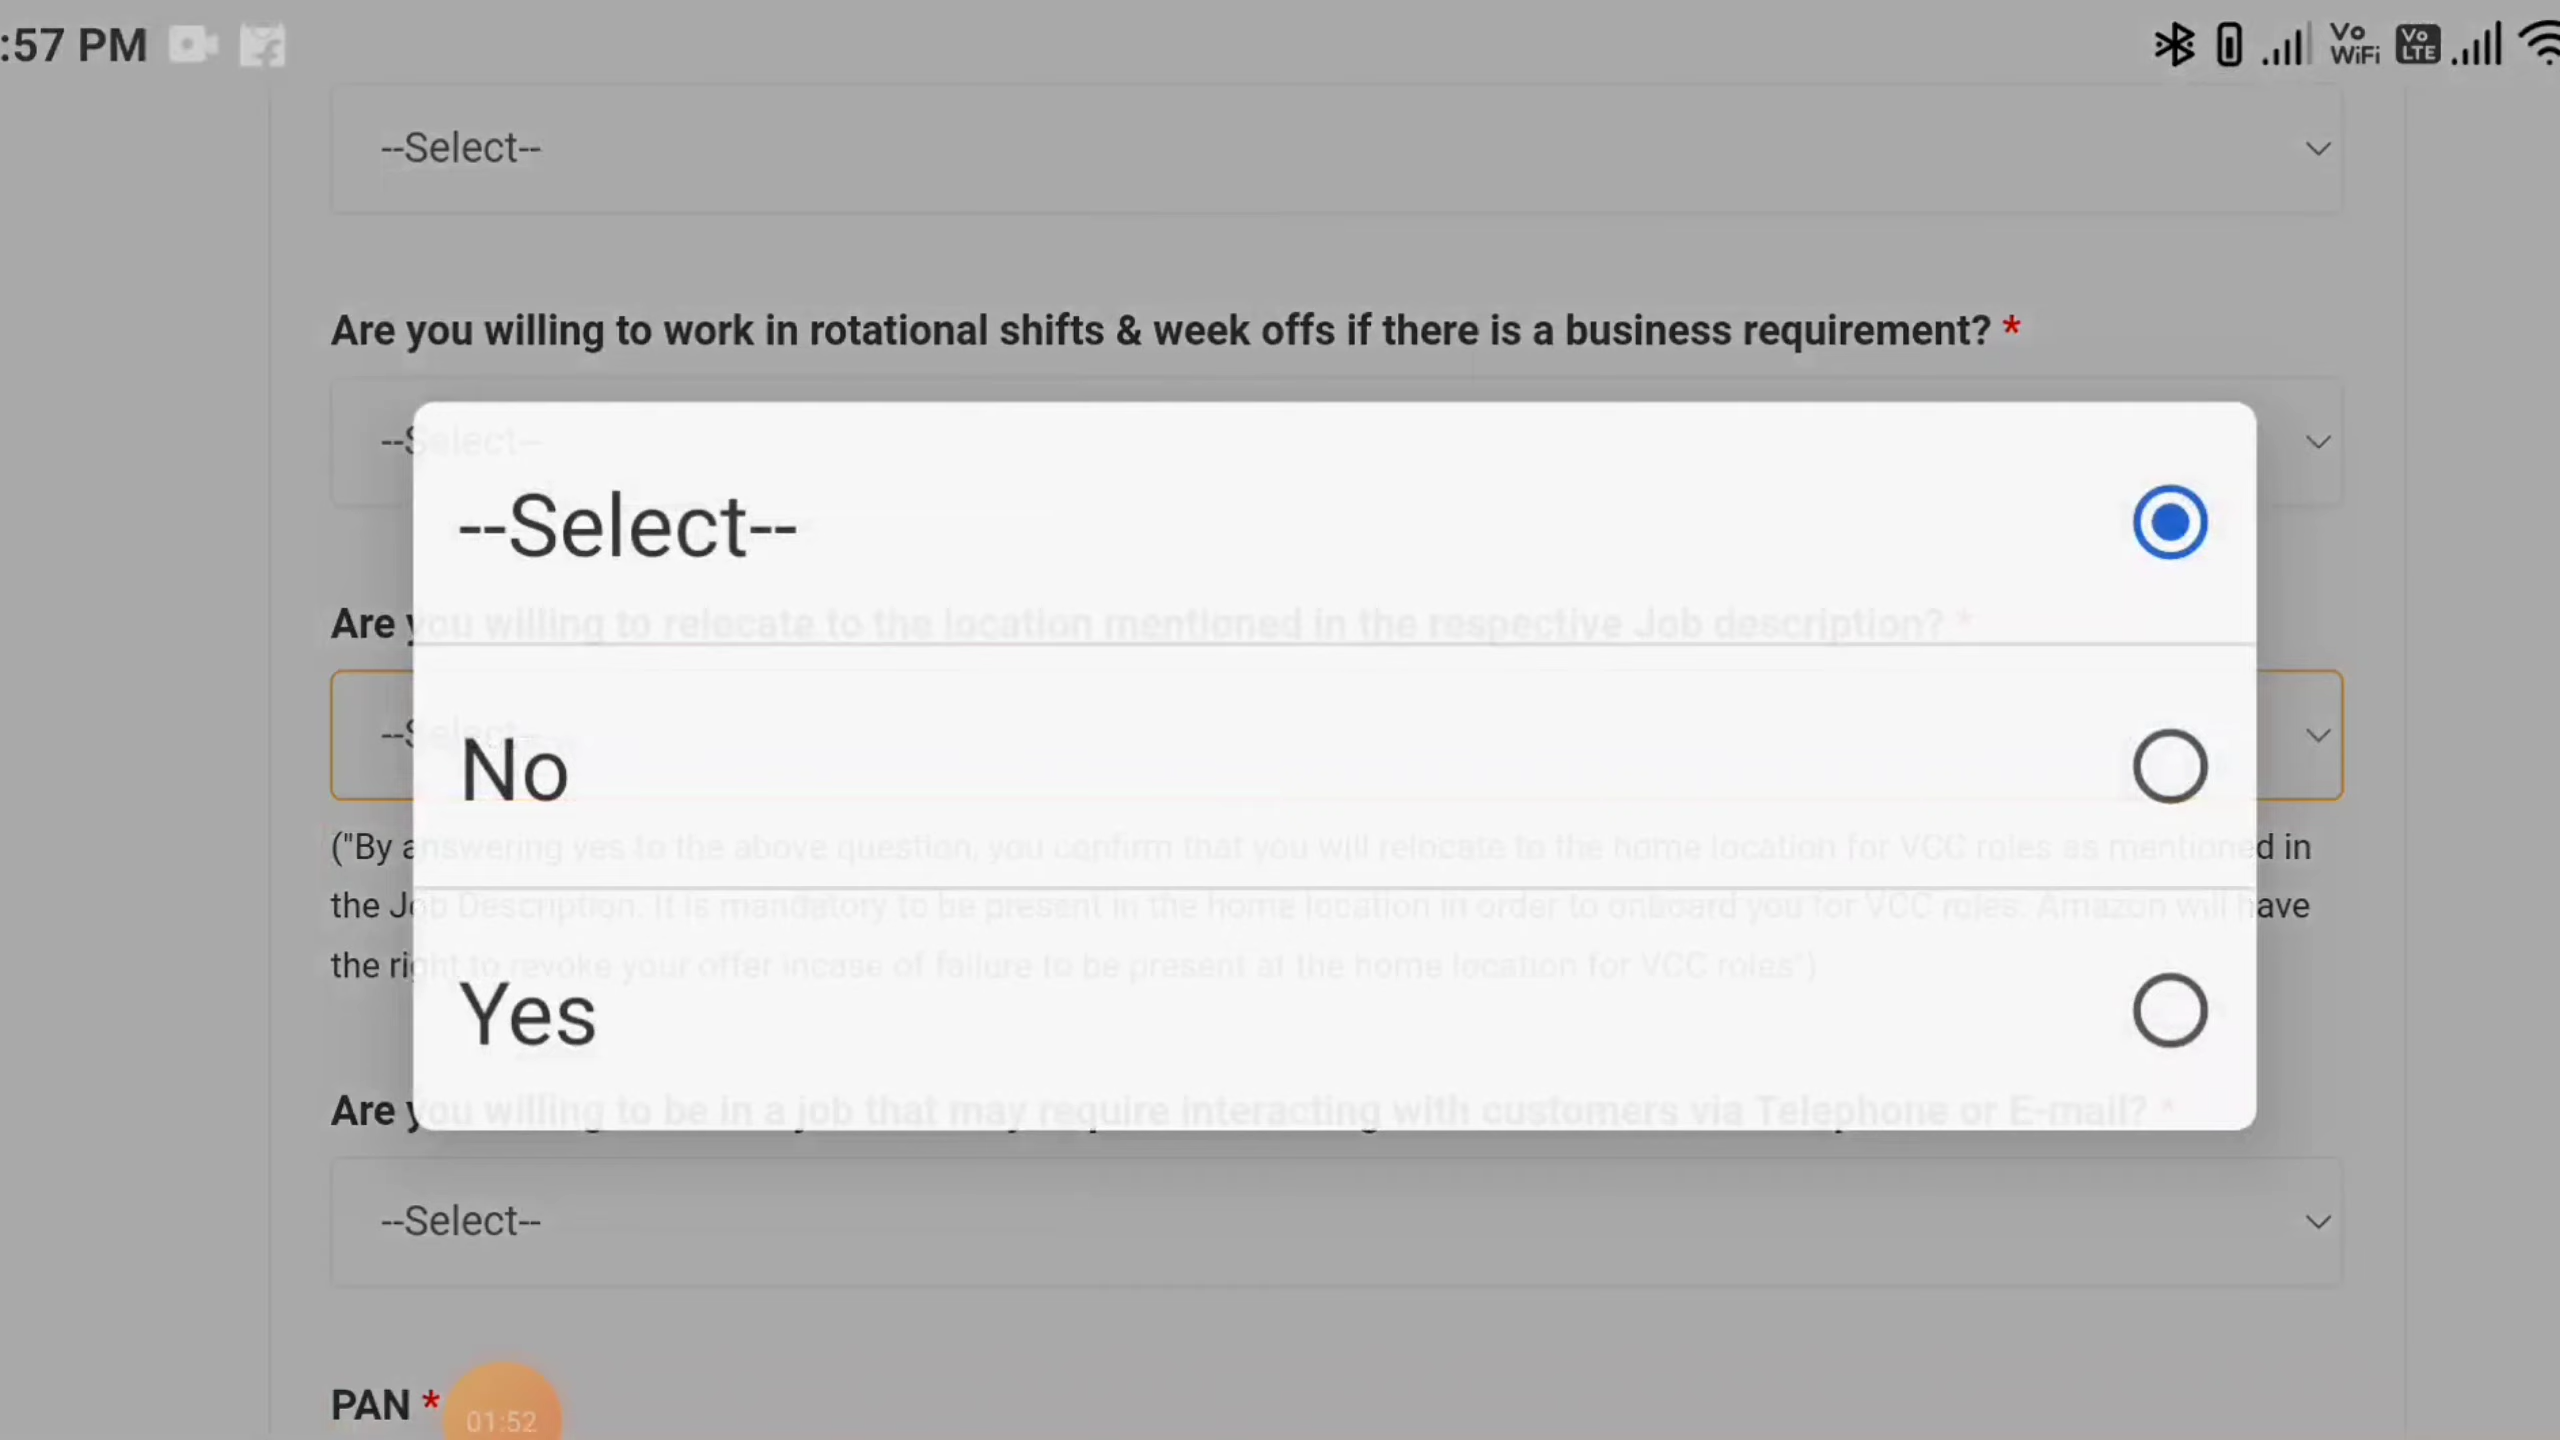 :57 PM
Vo WiFi
Vo LTE
--Select--
Are you willing to work in rotational shifts & week offs if there is a business requirement? *
--Select--
--Select--
Are you willing to relocate to the location mentioned in the respective Job description? *
--Select--
No
("By answering yes to the above question, you confirm that you will relocate to the home location for VCC roles as mentioned in
the Job Description. It is mandatory to be present in the home location in order to onboard you for VCC roles. Amazon will have
the right to revoke your offer incase of failure to be present at the home location for VCC roles")
Yes
Are you willing to be in a job that may require interacting with customers via Telephone or E-mail? *
--Select--
PAN *
01:52